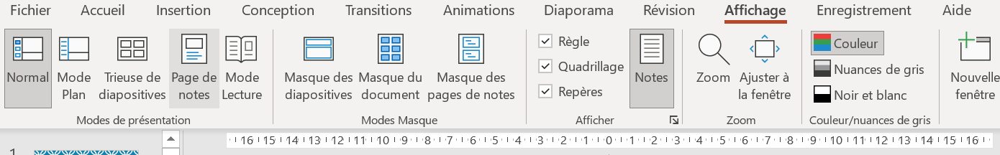 Fichier Accueil Insertion Conception Transitions Animations Diaporama Révision Affichage Enregistrement Aide
Normal
Mode
Plan
Trieuse de
diapositives
Page de
notes
Mode
Lecture
Modes de présentation
Masque des
diapositives
Masque du
document
Masque des
pages de notes
Modes Masque
Règle
Quadrillage
Repères
Notes
Afficher
Zoom
Ajuster à
la fenêtre
Zoom
Couleur
Nuances de gris
Noir et blanc
Couleur/nuances de gris
Nouvelle
fenêtre
16 15 14 13 12 11 10 9 8 7 6 5 4 3 2 1 0 1 2 3 4 5 6 7 8 9 10 11 12 13 14 15 16
1